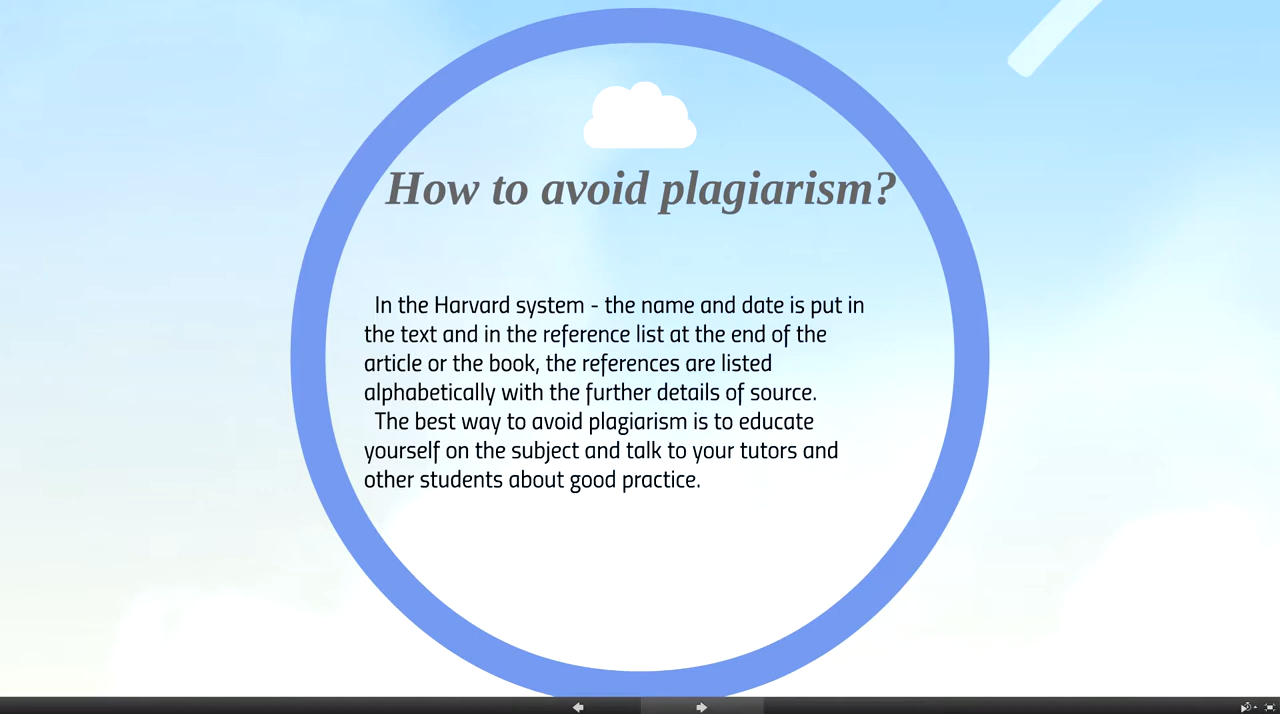 How to avoid plagiarism?
In the Harvard system - the name and date is put in
the text and in the reference list at the end of the
article or the book, the references are listed
alphabetically with the further details of source.
The best way to avoid plagiarism is to educate
yourself on the subject and talk to your tutors and
other students about good practice.